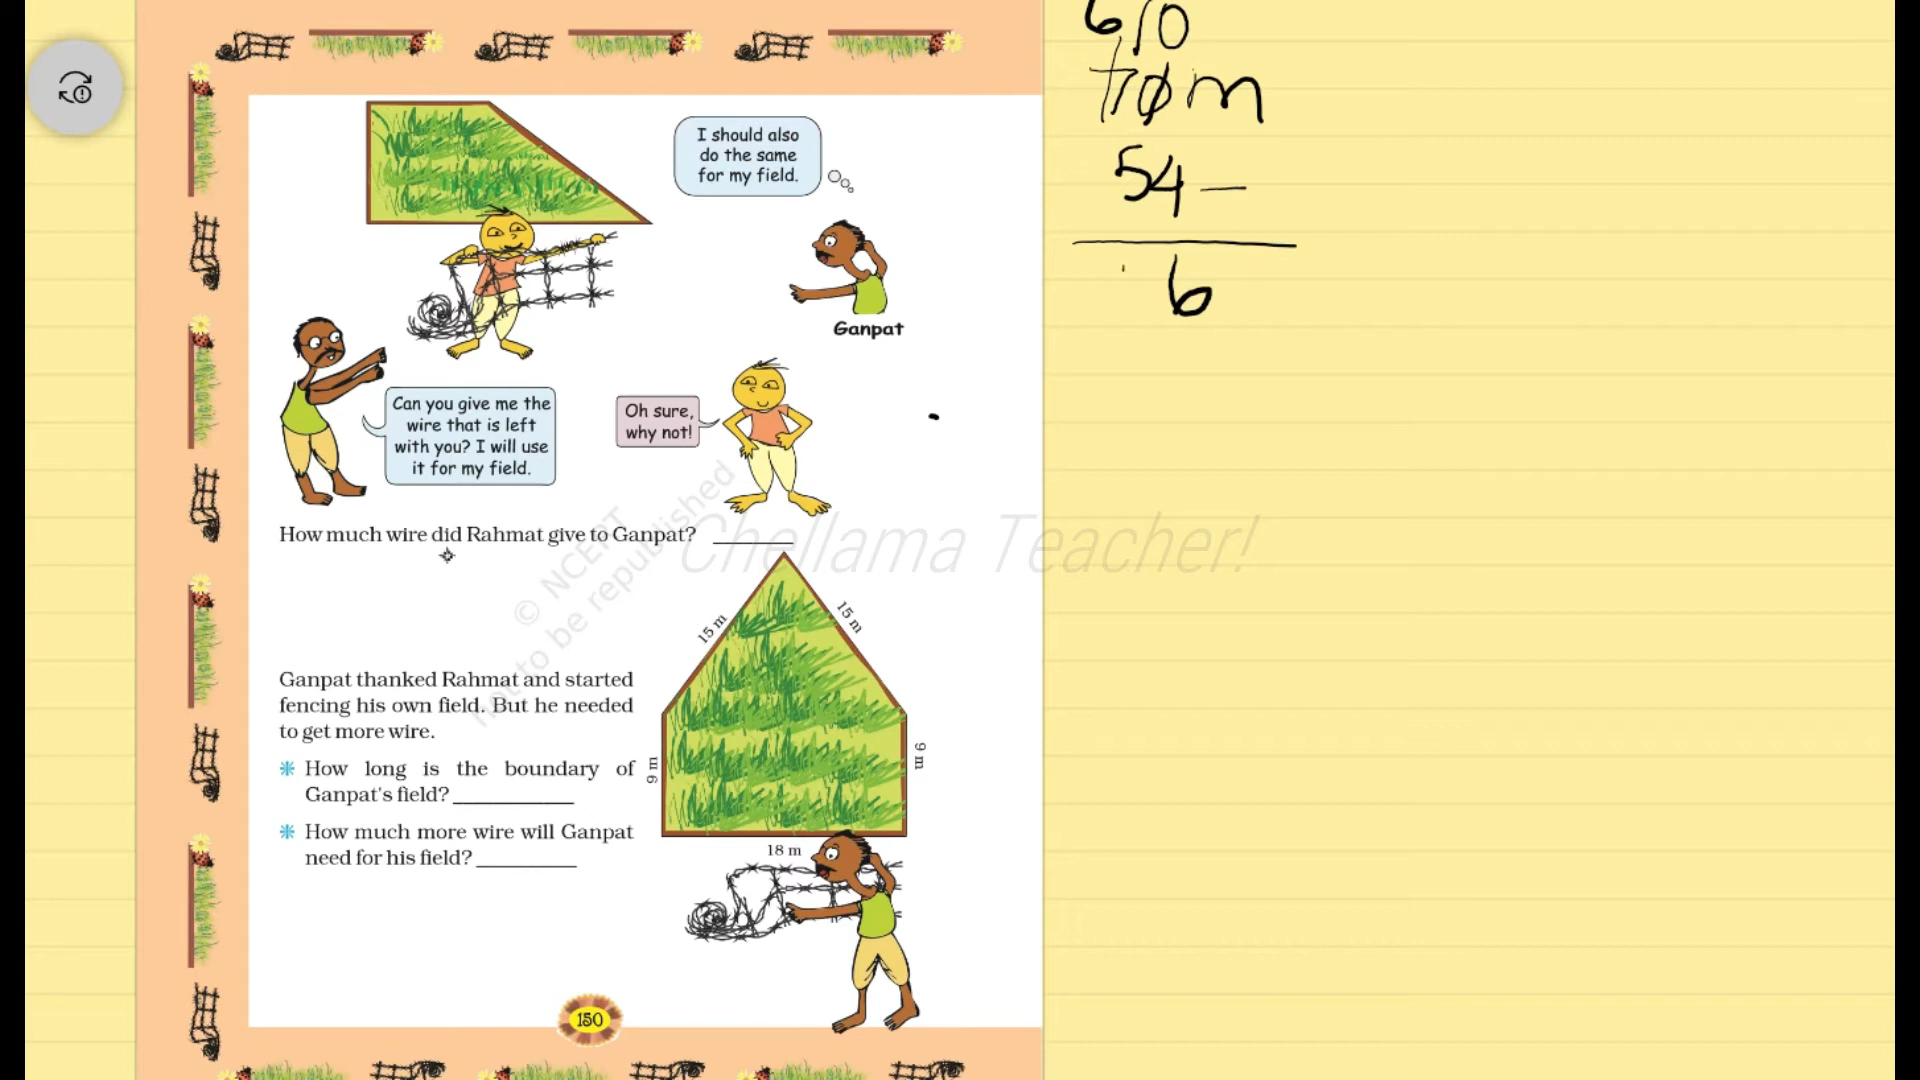 I should also
do the same
for my field.
Ganpat
Can you give me the
wire that is left
with you? I will use
it for my field.
Oh sure,
why not!
How much wire did Rahmat give to Ganpat?
© NCERT
not to be republished
Chellama Teacher!
15 m
15 m
Ganpat thanked Rahmat and started
fencing his own field. But he needed
to get more wire.
How long is the boundary of
Ganpat's field?
How much more wire will Ganpat
need for his field?
9 m
9 m
18 m
150
6 10
70 m
54 –
6